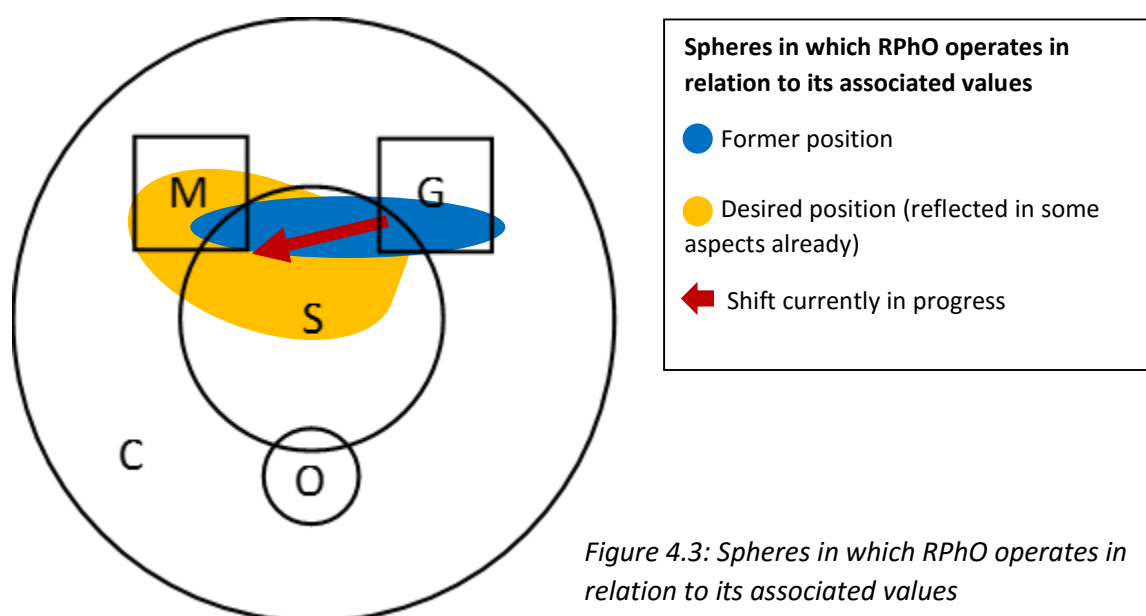 M
G
S
C
O
Spheres in which RPhO operates in
relation to its associated values
Former position
Desired position (reflected in some
aspects already)
Shift currently in progress
Figure 4.3: Spheres in which RPhO operates in
relation to its associated values